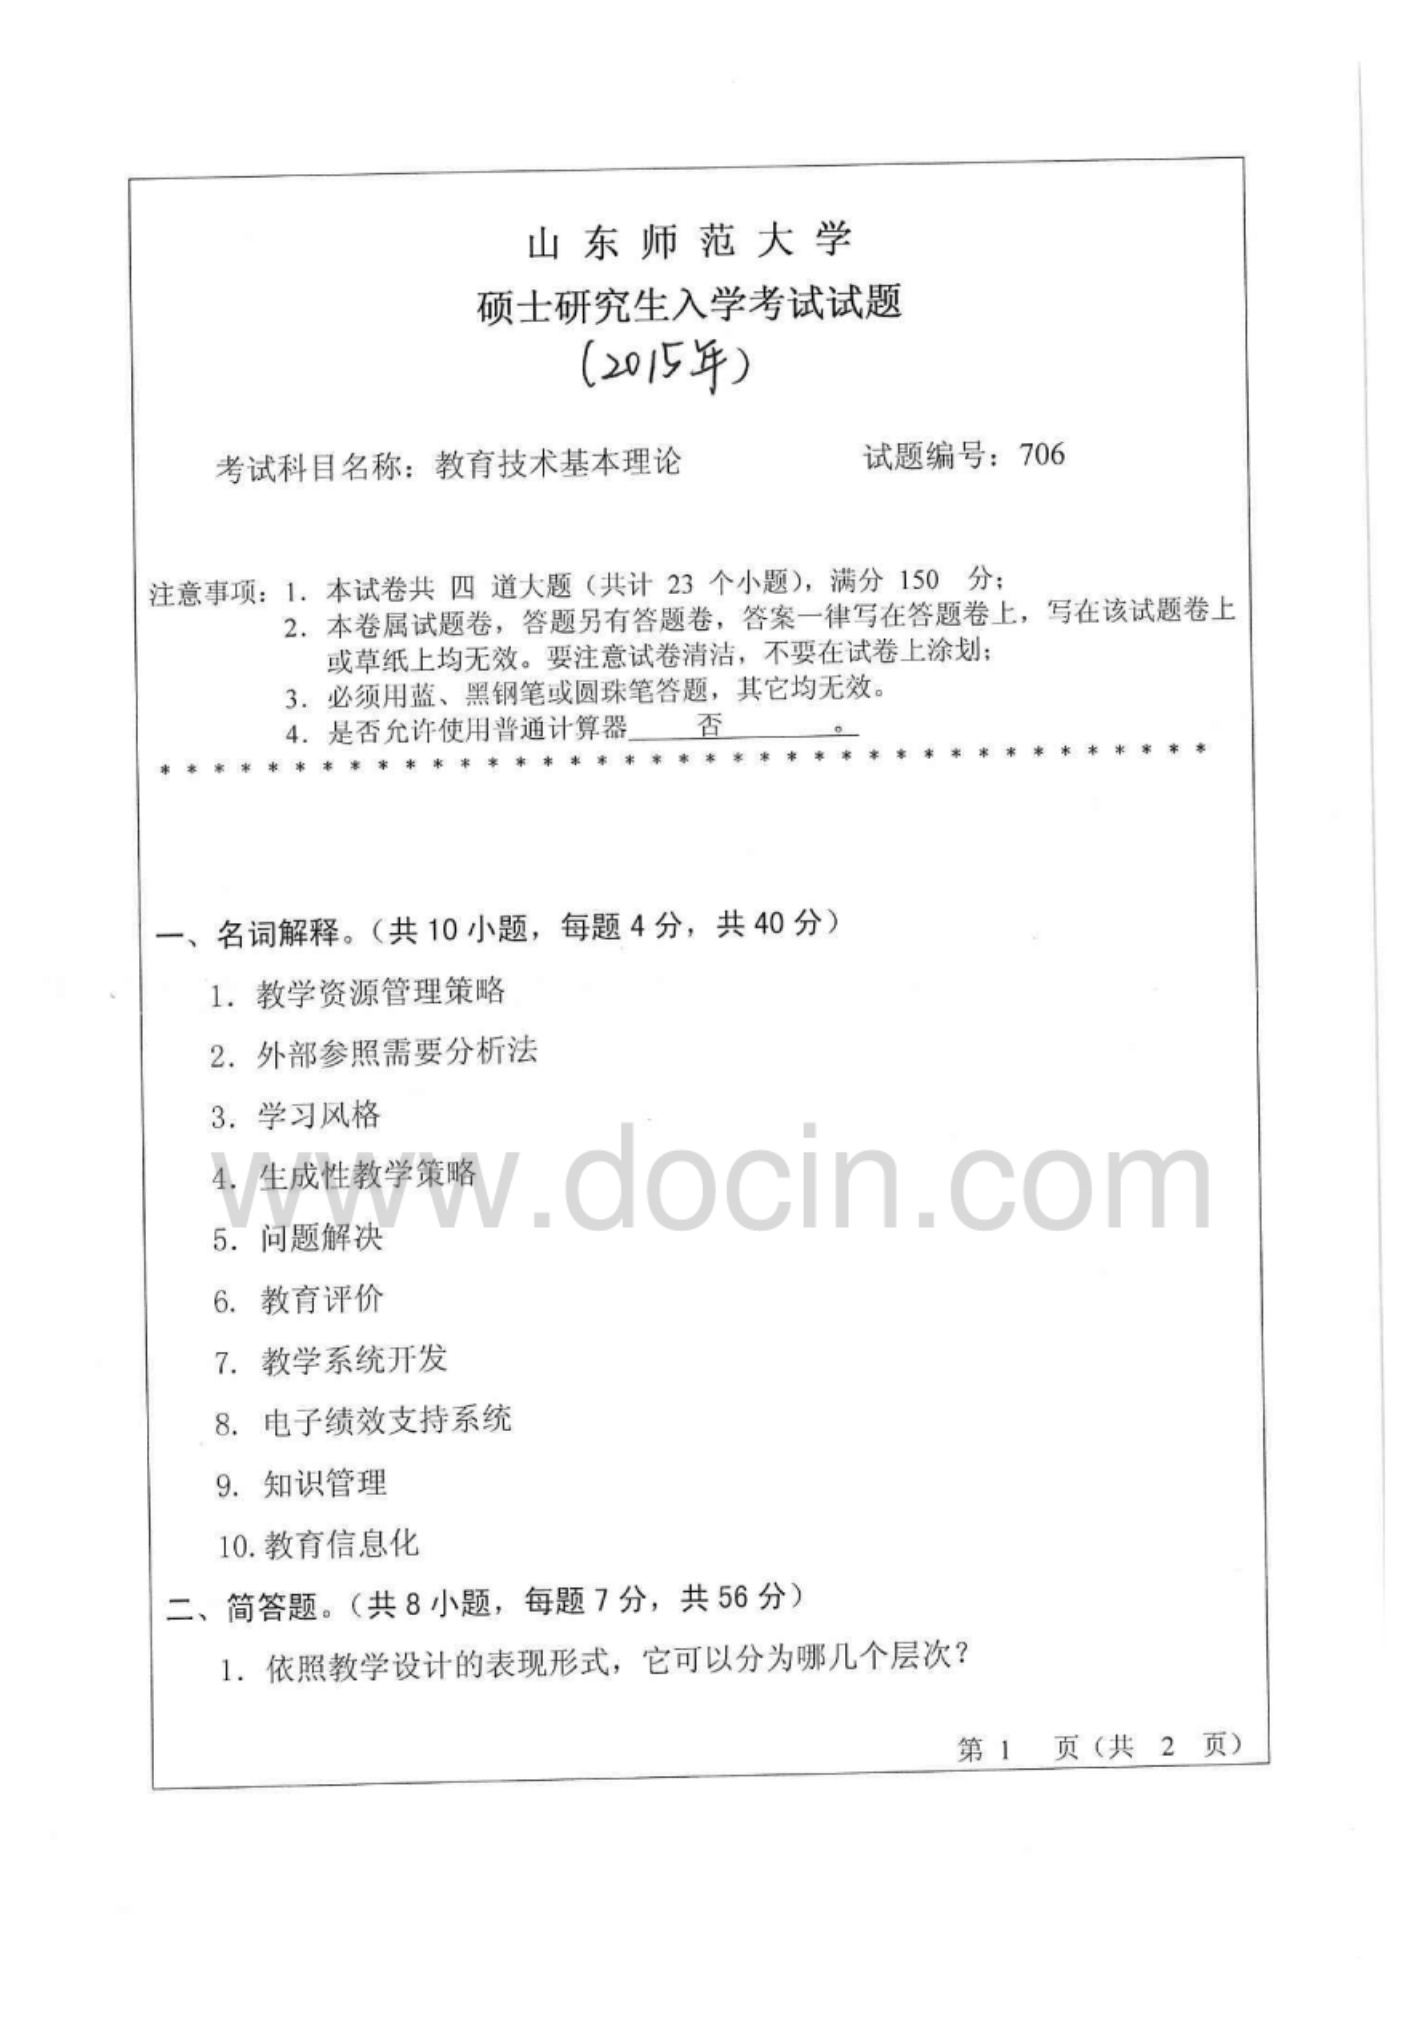 山东师范大学
硕士研究生入学考试试题
(2015年)
考试科目名称：教育技术基本理论 试题编号：706
注意事项：1. 本试卷共 四 道大题（共计 23 个小题），满分 150 分；
2. 本卷属试题卷，答题另有答题卷，答案一律写在答题卷上，写在该试题卷上
或草纸上均无效。要注意试卷清洁，不要在试卷上涂划；
3. 必须用蓝、黑钢笔或圆珠笔答题，其它均无效。
4. 是否允许使用普通计算器 否 。
* * * * * * * * * * * * * * * * * * * * * * * * * * * * * * * * * * * * * * *
一、名词解释。（共 10 小题，每题 4 分，共 40 分）
1. 教学资源管理策略
2. 外部参照需要分析法
3. 学习风格
4. 生成性教学策略
www.docin.com
5. 问题解决
6. 教育评价
7. 教学系统开发
8. 电子绩效支持系统
9. 知识管理
10. 教育信息化
二、简答题。（共 8 小题，每题 7 分，共 56 分）
1. 依照教学设计的表现形式，它可以分为哪几个层次？
第 1 页（共 2 页）